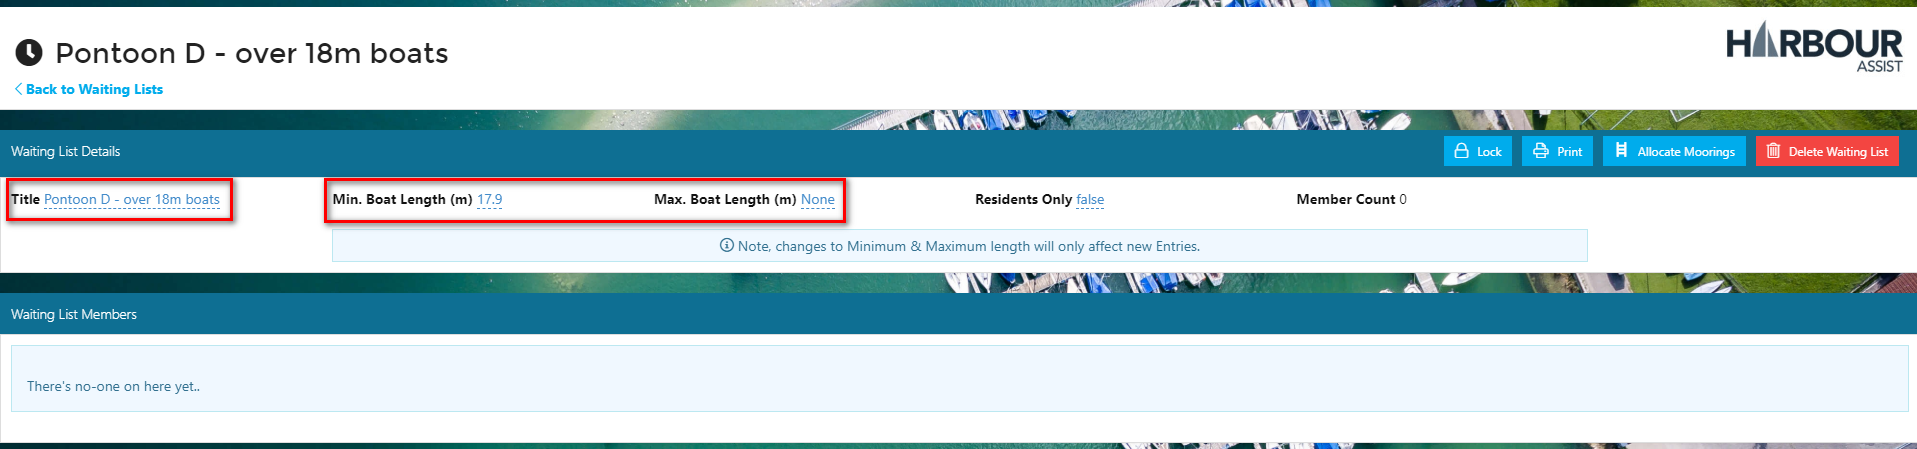 Pontoon D - over 18m boats
HARBOUR
ASSIST
Back to Waiting Lists
Waiting List Details
Lock
Print
Allocate Moorings
Delete Waiting List
Title Pontoon D - over 18m boats
Min. Boat Length (m) 17.9
Max. Boat Length (m) None
Residents Only false
Member Count 0
Note, changes to Minimum & Maximum length will only affect new Entries.
Waiting List Members
There's no-one on here yet..